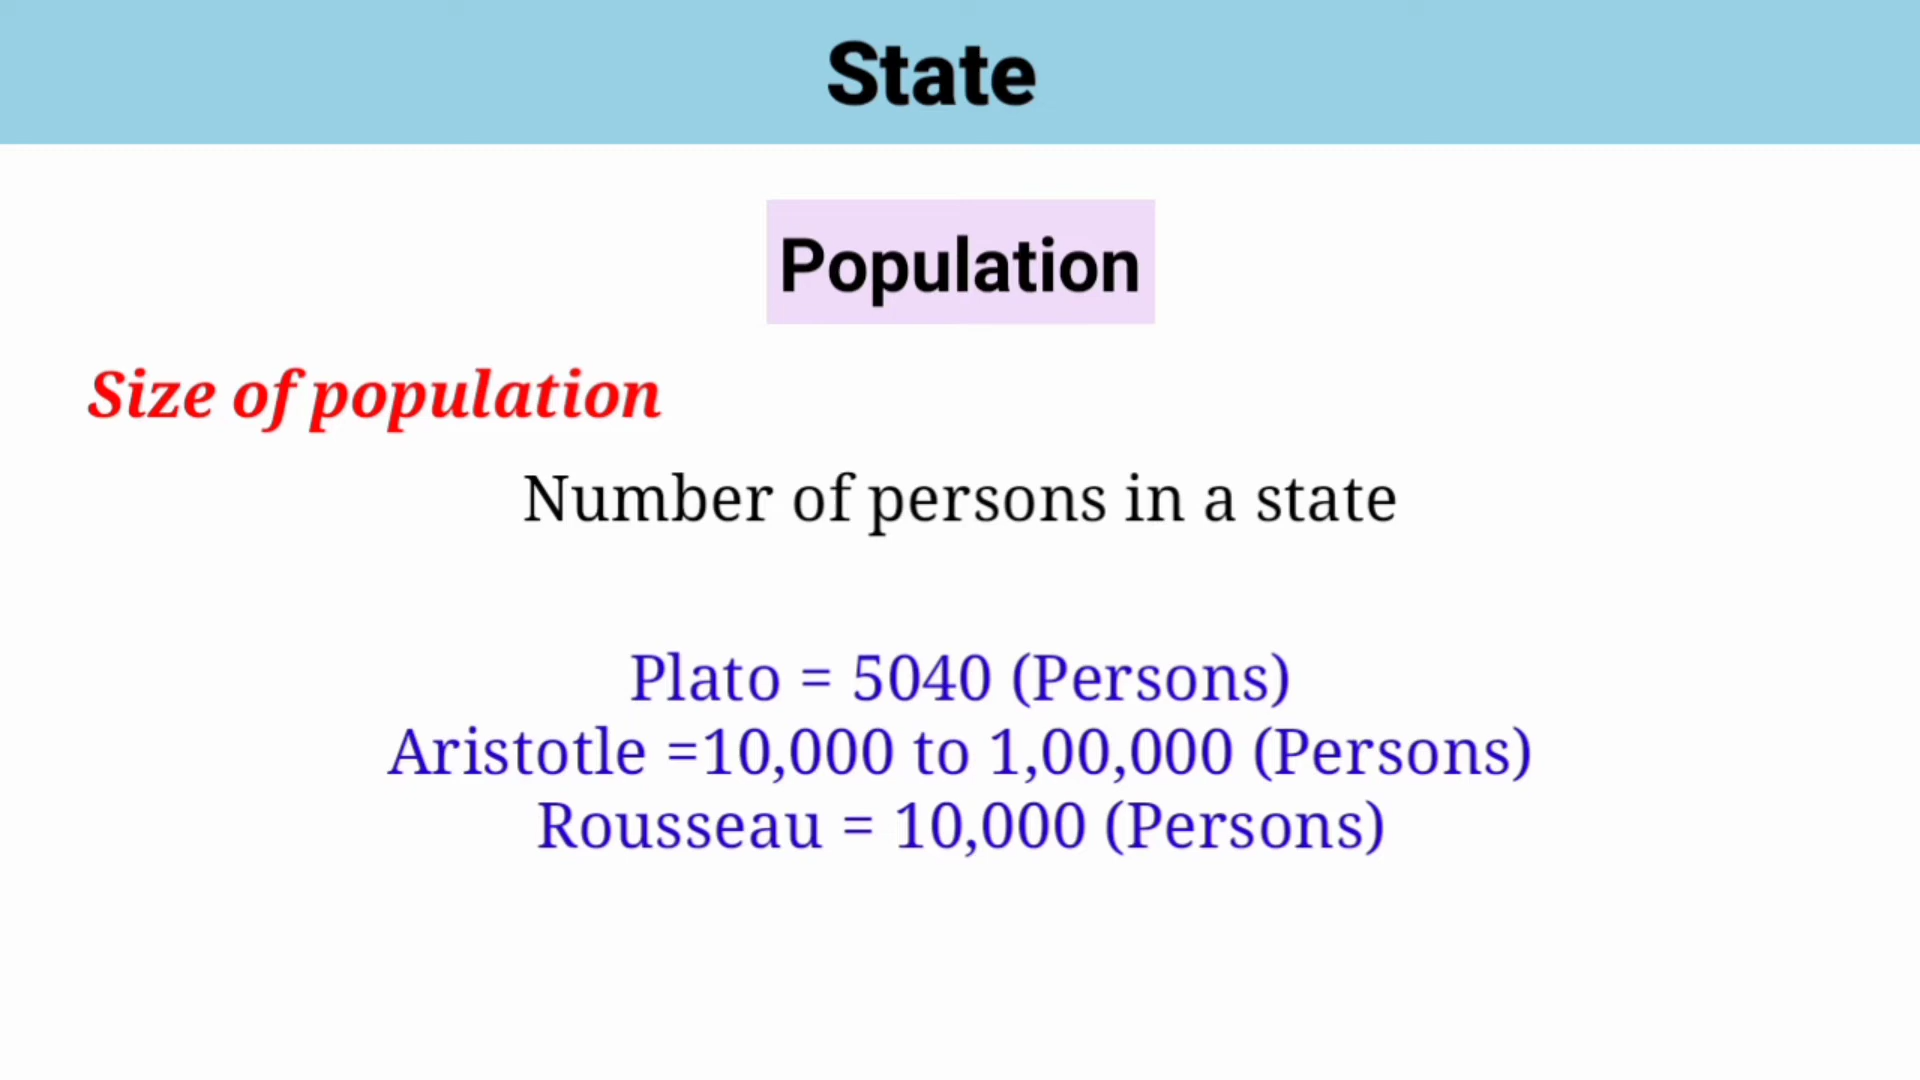 State
Population
Size of population
Number of persons in a state
Plato = 5040 (Persons)
Aristotle =10,000 to 1,00,000 (Persons)
Rousseau = 10,000 (Persons)